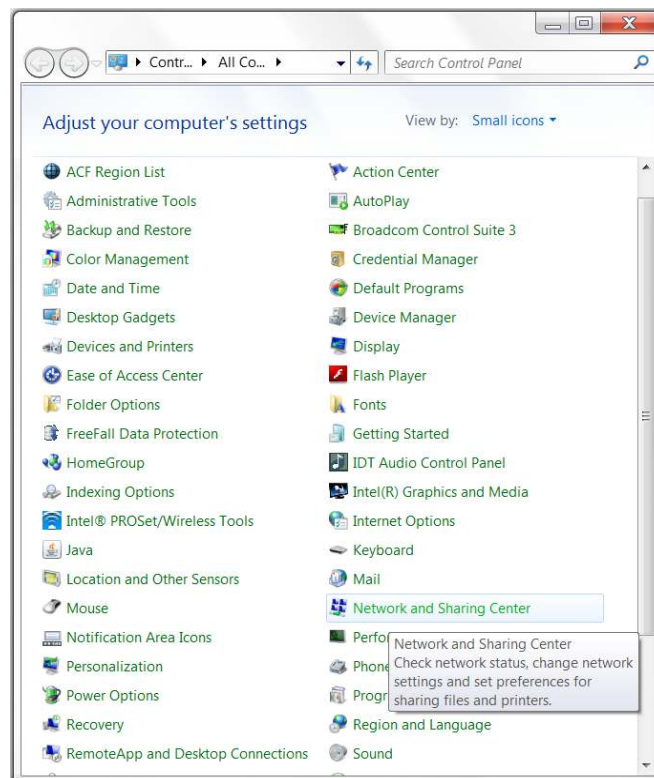 Contr... All Co...
Search Control Panel
Adjust your computer's settings
View by: Small icons
ACF Region List
Action Center
Administrative Tools
AutoPlay
Backup and Restore
Broadcom Control Suite 3
Color Management
Credential Manager
Date and Time
Default Programs
Desktop Gadgets
Device Manager
Devices and Printers
Display
Ease of Access Center
Flash Player
Folder Options
Fonts
FreeFall Data Protection
Getting Started
HomeGroup
IDT Audio Control Panel
Indexing Options
Intel(R) Graphics and Media
Intel® PROSet/Wireless Tools
Internet Options
Java
Keyboard
Location and Other Sensors
Mail
Mouse
Network and Sharing Center
Notification Area Icons
Perfo
Network and Sharing Center
Check network status, change network
settings and set preferences for
sharing files and printers.
Personalization
Phone
Power Options
Progr
Recovery
Region and Language
RemoteApp and Desktop Connections
Sound